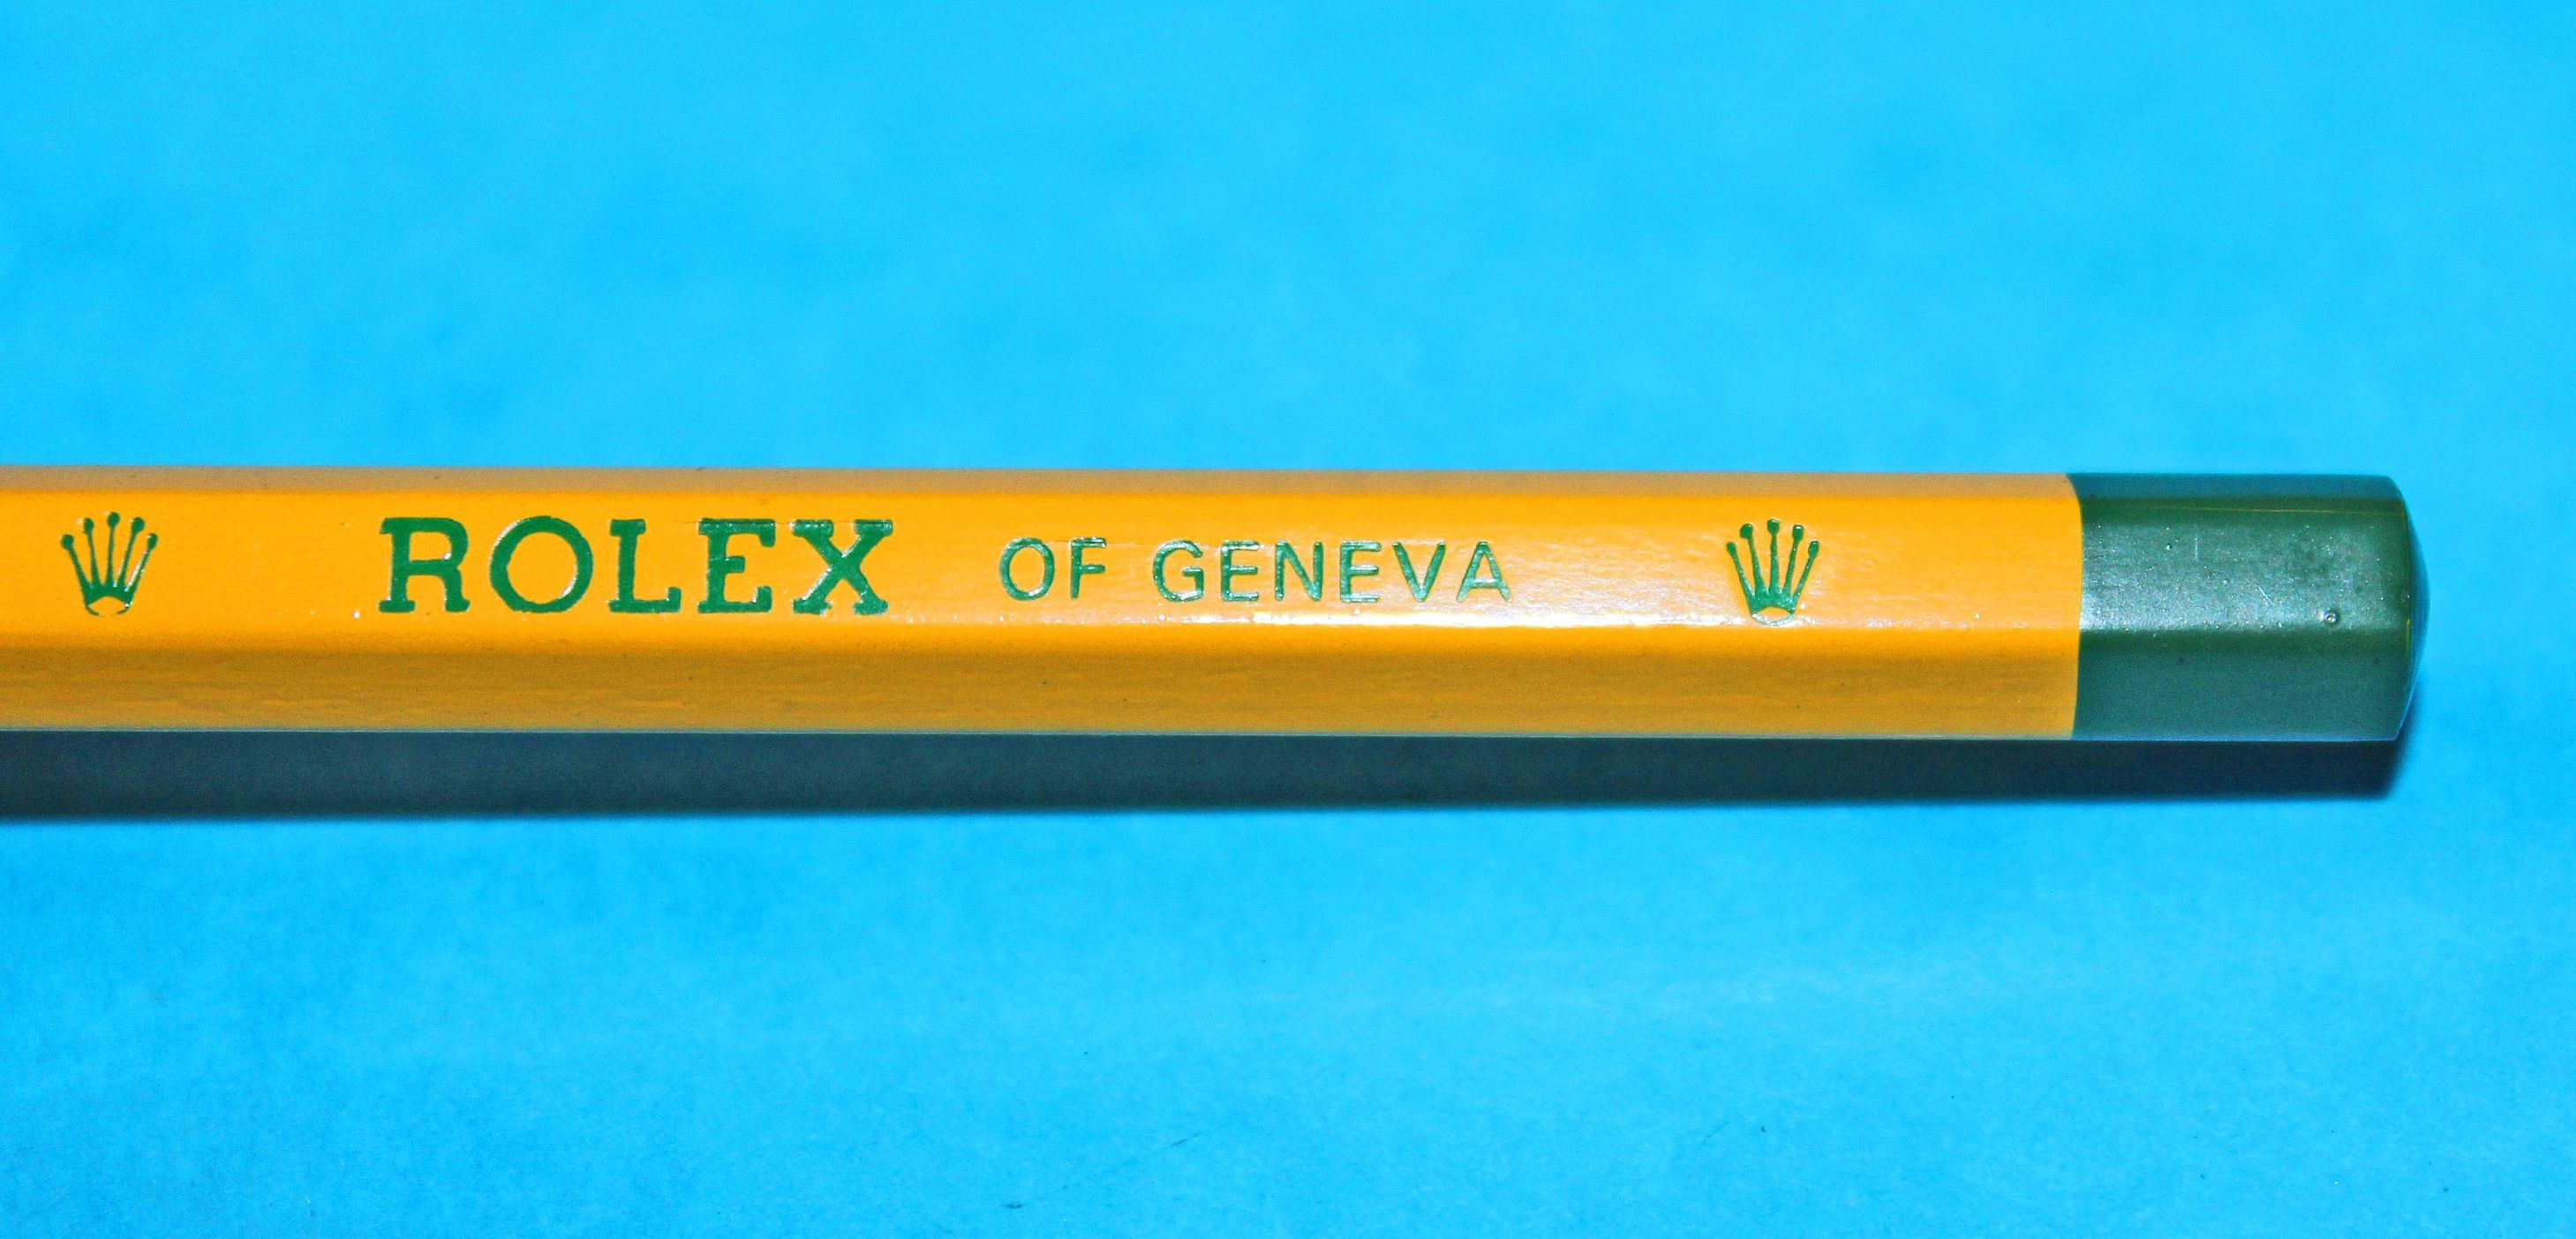 ROLEX OF GENEVA